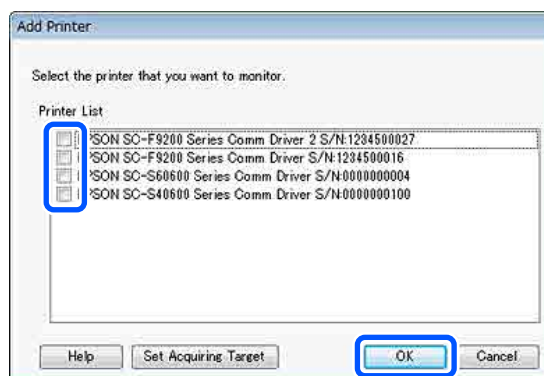 Add Printer
Select the printer that you want to monitor.
Printer List
PSON SC-F9200 Series Comm Driver 2 S/N:1234500027
PSON SC-F9200 Series Comm Driver S/N:1234500016
PSON SC-S60600 Series Comm Driver S/N:0000000004
PSON SC-S40600 Series Comm Driver S/N:0000000100
Help Set Acquiring Target OK Cancel